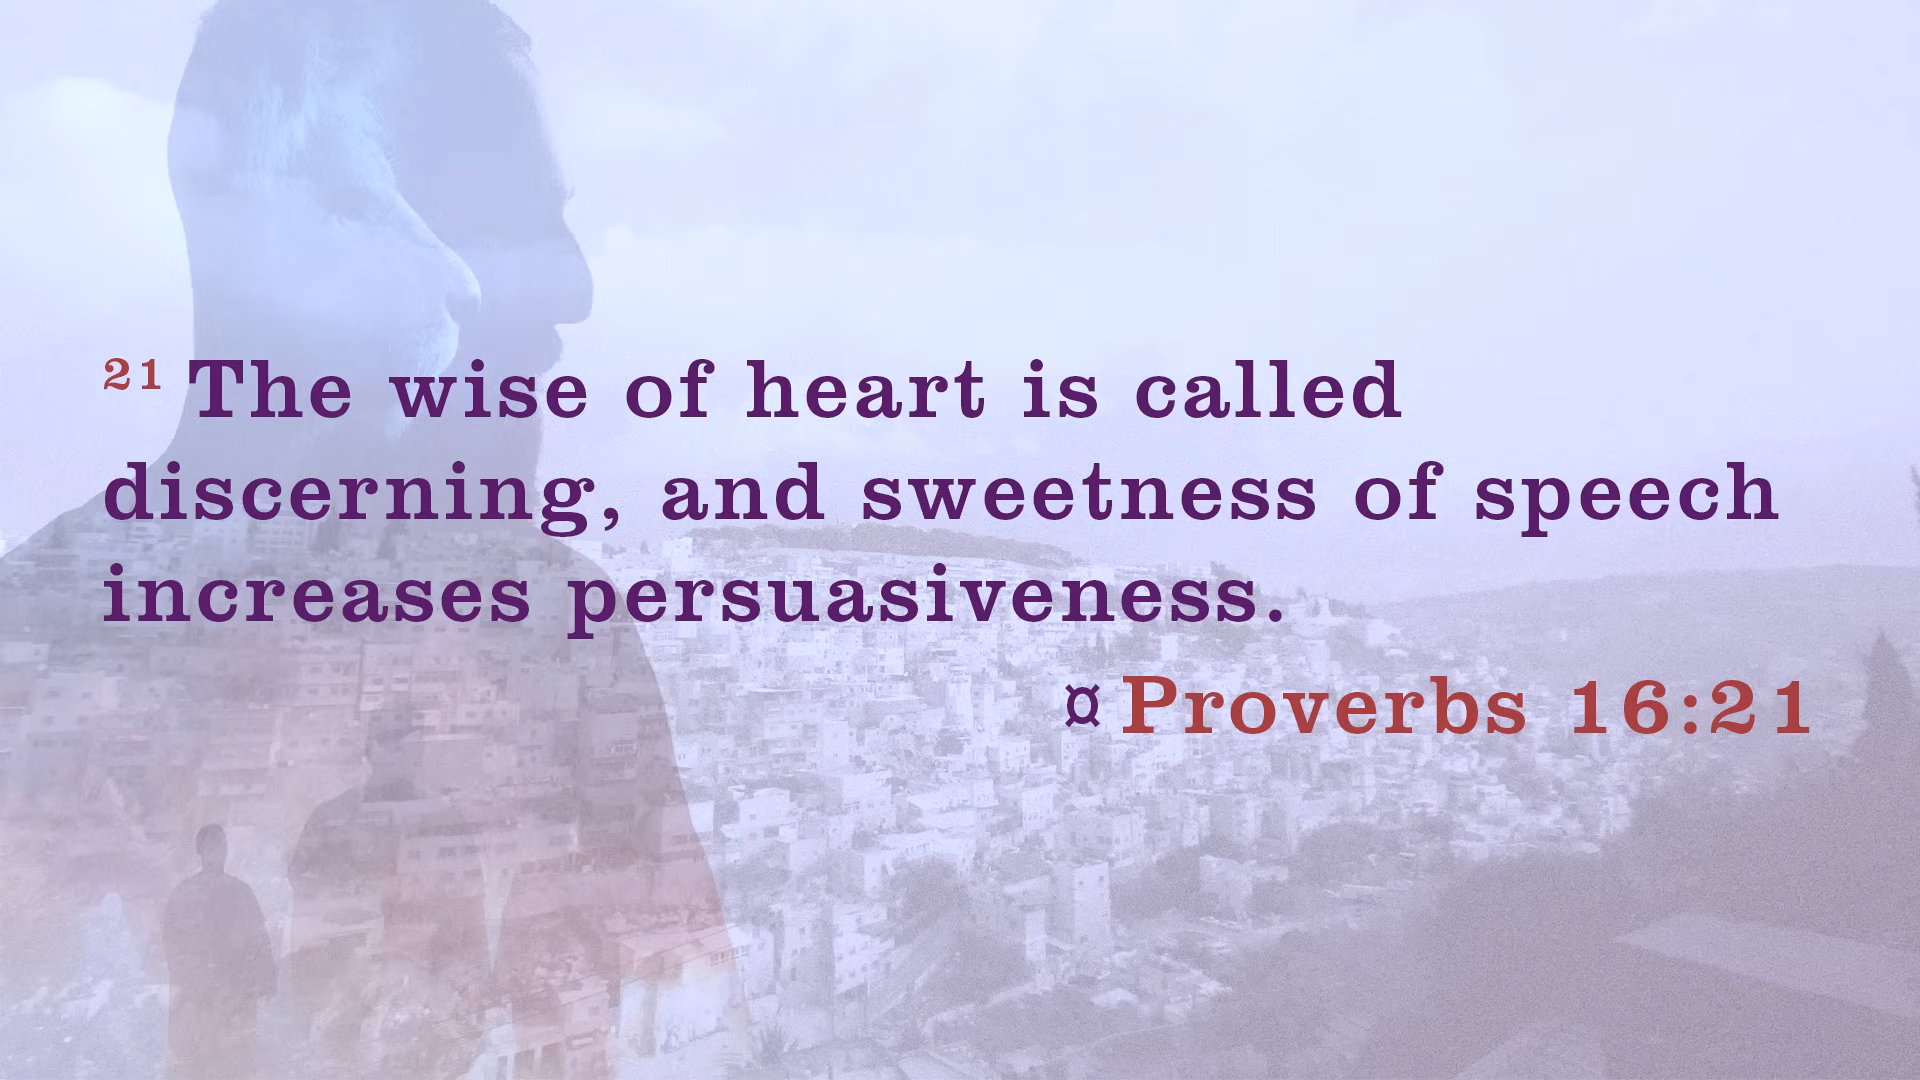 21 The wise of heart is called
discerning, and sweetness of speech
increases persuasiveness.
¤ Proverbs 16:21